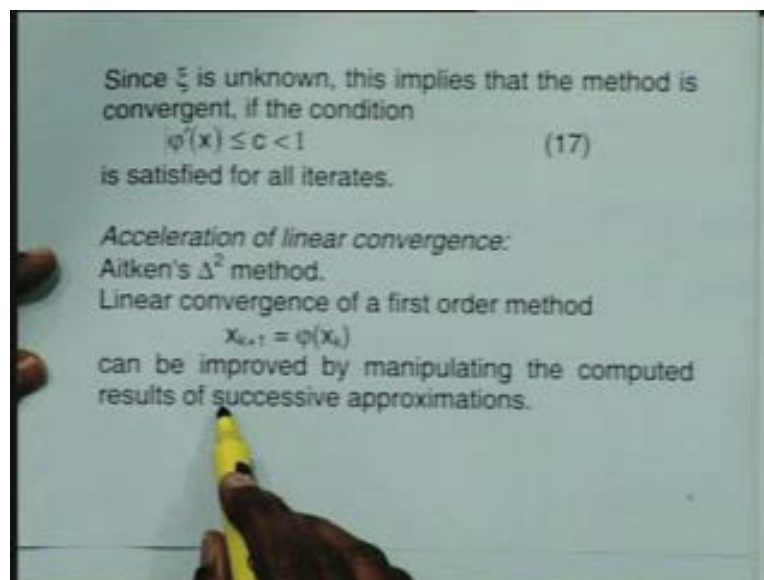 Since ξ is unknown, this implies that the method is
convergent, if the condition
φ'(x) ≤ c < 1 (17)
is satisfied for all iterates.
Acceleration of linear convergence:
Aitken's Δ² method.
Linear convergence of a first order method
xₖ₊₁ = φ(xₖ)
can be improved by manipulating the computed
results of successive approximations.